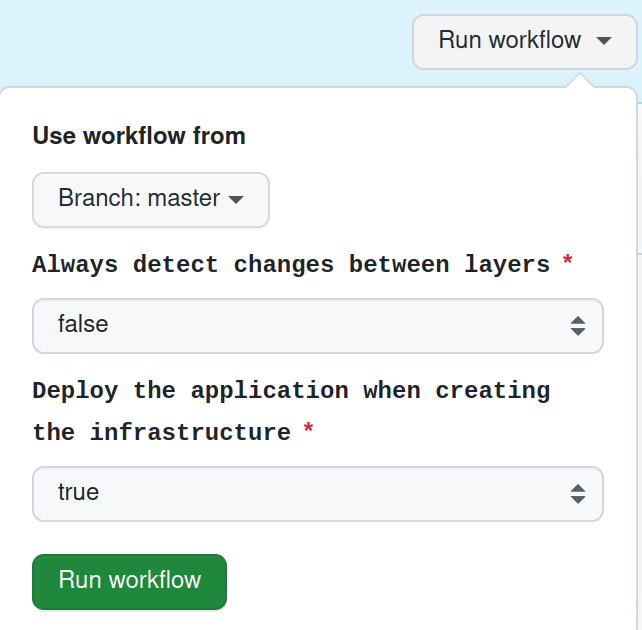 Run workflow
Use workflow from
Branch: master
Always detect changes between layers *
false
Deploy the application when creating
the infrastructure *
true
Run workflow